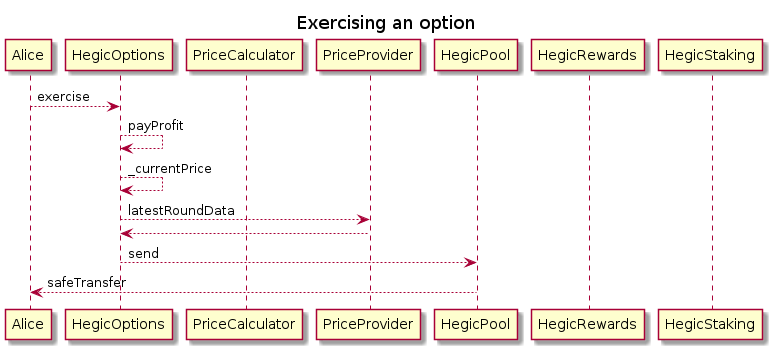 Exercising an option
Alice HegicOptions PriceCalculator PriceProvider HegicPool HegicRewards HegicStaking
exercise
payProfit
_currentPrice
latestRoundData
send
safeTransfer
Alice HegicOptions PriceCalculator PriceProvider HegicPool HegicRewards HegicStaking